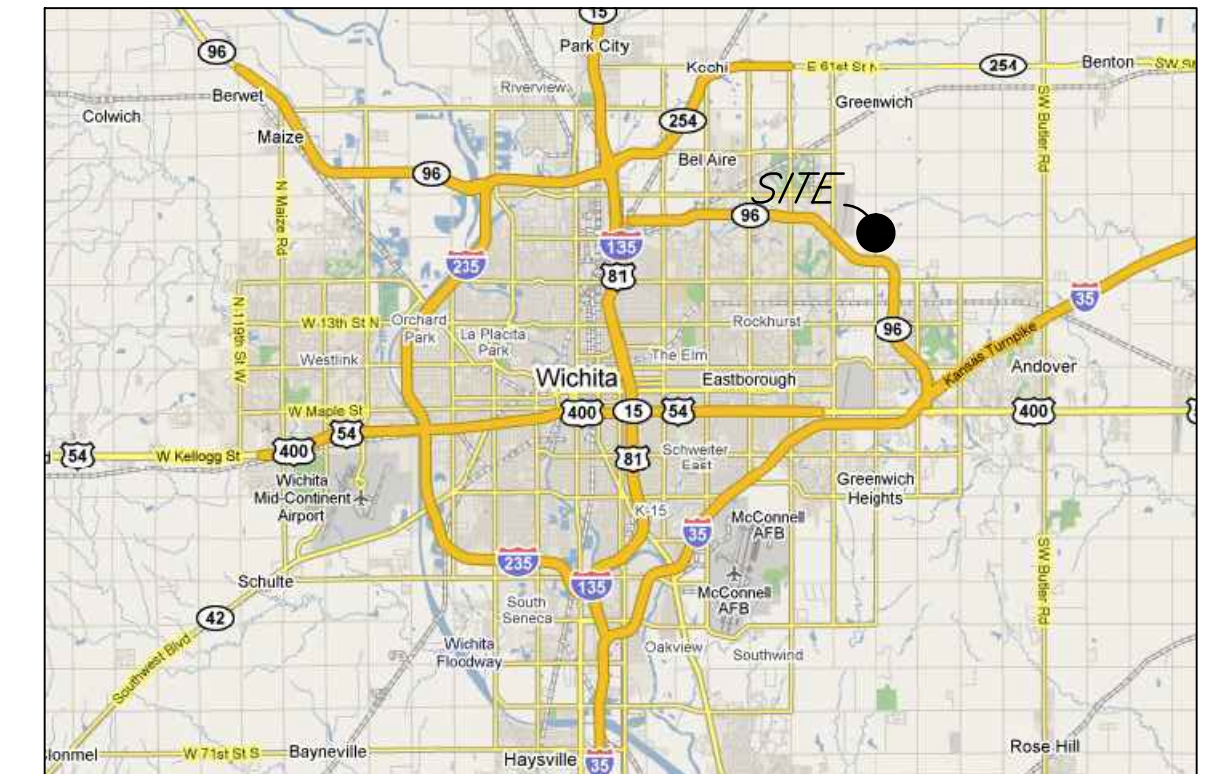 15
96
Park City
Kechi
E 61st St N
254
Benton
Riverview
Berwet
Colwich
Greenwich
Maize
254
Bel Aire
SW Butler Rd
96
SITE
96
N Maize Rd
135
235
81
35
N 119th St W
W 13th St N
Orchard
Park
La Placita
Park
Rockhurst
96
Westlink
The Elm
Kansas Turnpike
Andover
Wichita
Eastborough
W Maple St
400
15
54
400
54
54
W Kellogg St
400
81
Schweiter
East
Wichita
Mid-Continent
Airport
Greenwich
Heights
K-15
35
McConnell
AFB
235
135
Schulte
McConnell
AFB
SW Butler Rd
42
South
Seneca
Southwest Blvd
Wichita
Floodway
Oakview
Southwind
W 71st St S
Bayneville
Haysville
35
Rose Hill